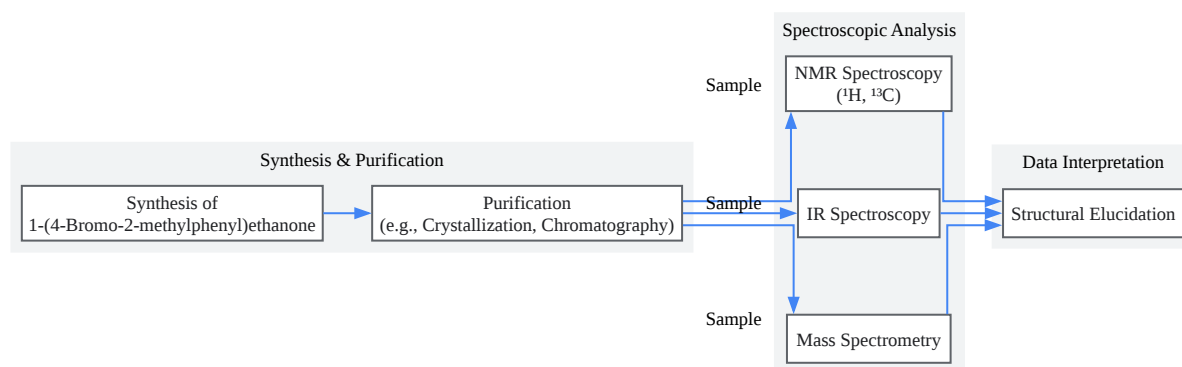 Synthesis & Purification
Synthesis of
1-(4-Bromo-2-methylphenyl)ethanone
Purification
(e.g., Crystallization, Chromatography)
Sample
Sample
Sample
Spectroscopic Analysis
NMR Spectroscopy
(¹H, ¹³C)
IR Spectroscopy
Mass Spectrometry
Data Interpretation
Structural Elucidation